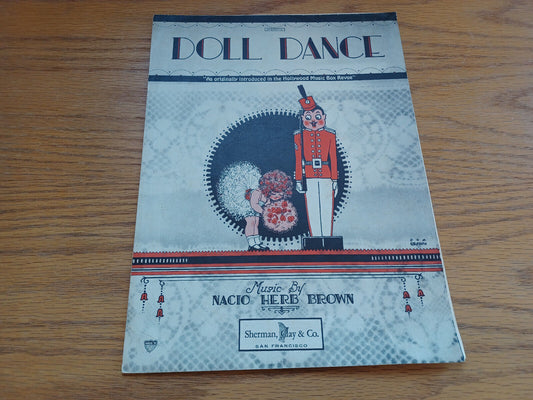 DOLL DANCE
"As originally introduced in the Hollywood Music Box Revue"
Music By
NACIO HERB BROWN
Sherman, Clay & Co.
SAN FRANCISCO